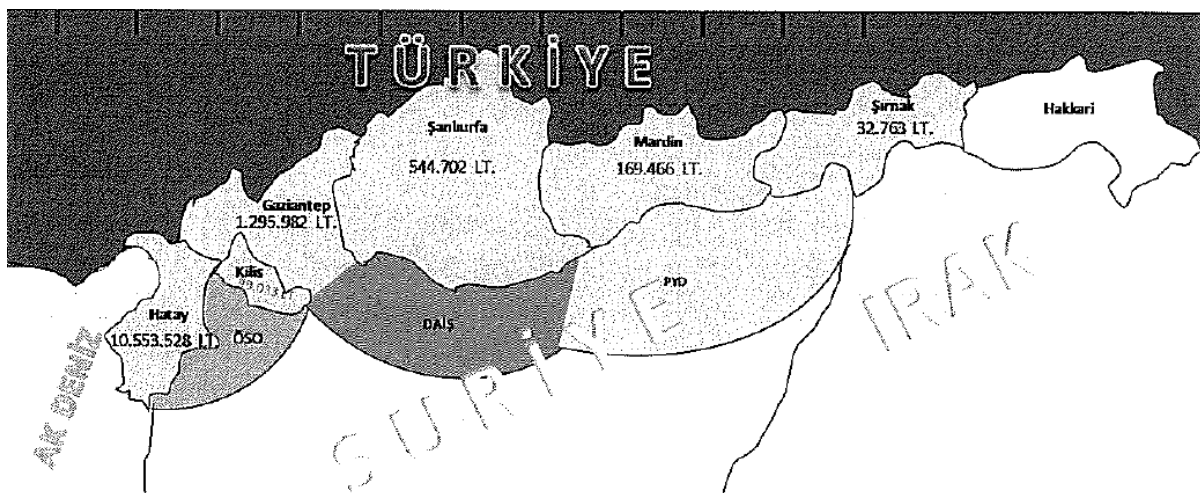 TÜRKİYE
Şanlıurfa
544.702 LT.
Mardin
169.466 LT.
Şırnak
32.763 LT.
Hakkari
Gaziantep
1.295.982 LT.
Kilis
Hatay
10.553.528 LT.
ÖSO
DAİŞ
PYD
SURİYE
IRAK
AK DENİZ